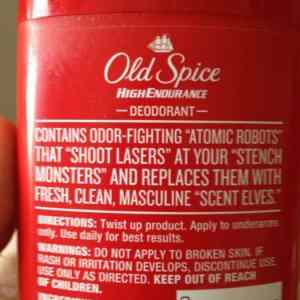 Old Spice
HIGH ENDURANCE
— DEODORANT —
CONTAINS ODOR-FIGHTING "ATOMIC ROBOTS"
THAT "SHOOT LASERS" AT YOUR "STENCH
MONSTERS" AND REPLACES THEM WITH
FRESH, CLEAN, MASCULINE "SCENT ELVES."
DIRECTIONS: Twist up product. Apply to underarms
only. Use daily for best results.
WARNINGS: DO NOT APPLY TO BROKEN SKIN. IF
RASH OR IRRITATION DEVELOPS, DISCONTINUE USE.
USE ONLY AS DIRECTED. KEEP OUT OF REACH
OF CHILDREN.